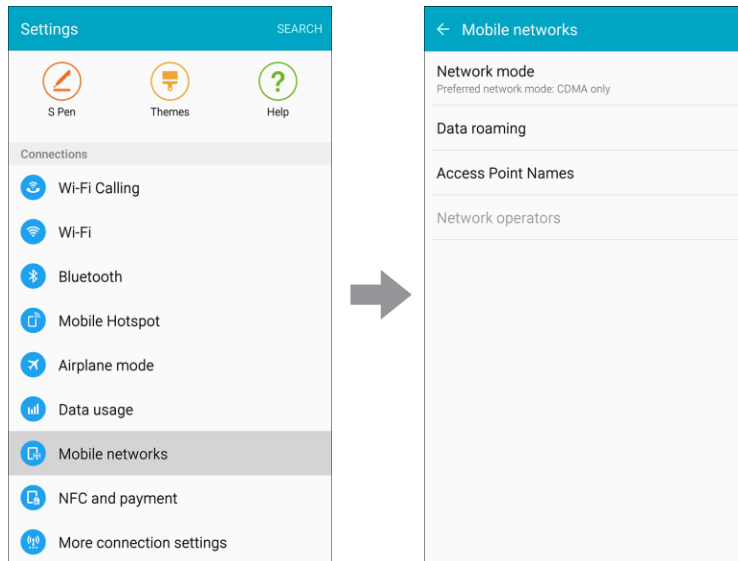 Settings
SEARCH
S Pen
Themes
Help
Connections
Wi-Fi Calling
Wi-Fi
Bluetooth
Mobile Hotspot
Airplane mode
Data usage
Mobile networks
NFC and payment
More connection settings
Mobile networks
Network mode
Preferred network mode: CDMA only
Data roaming
Access Point Names
Network operators